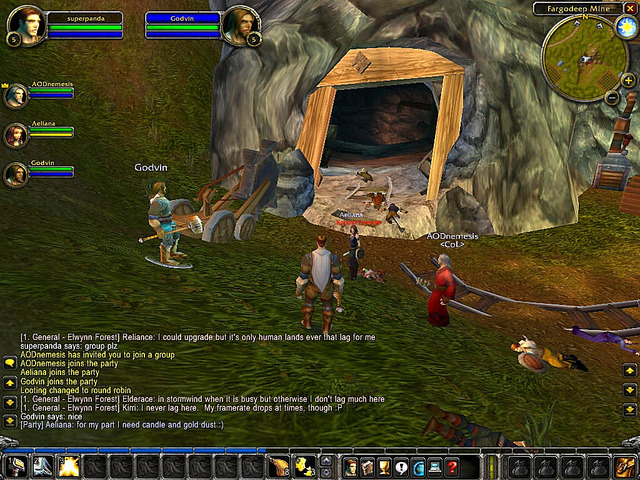 superpanda
5
Godvin
5
Fargodeep Mine
N
AODnemesis
Aeliana
Godvin
Godvin
Aeliana
AODnemesis
<CoL>
[1. General - Elwynn Forest] Reliance: I could upgrade but it's only human lands ever that lag for me
superpanda says: group plz
AODnemesis has invited you to join a group
AODnemesis joins the party
Aeliana joins the party
Godvin joins the party
Looting changed to round robin
[1. General - Elwynn Forest] Elderace: in stormwind when it is busy but otherwise I don't lag much here
[1. General - Elwynn Forest] Kimi: I never lag here.  My framerate drops at times, though :P
Godvin says: nice
[Party] Aeliana: for my part I need candle and gold dust :)